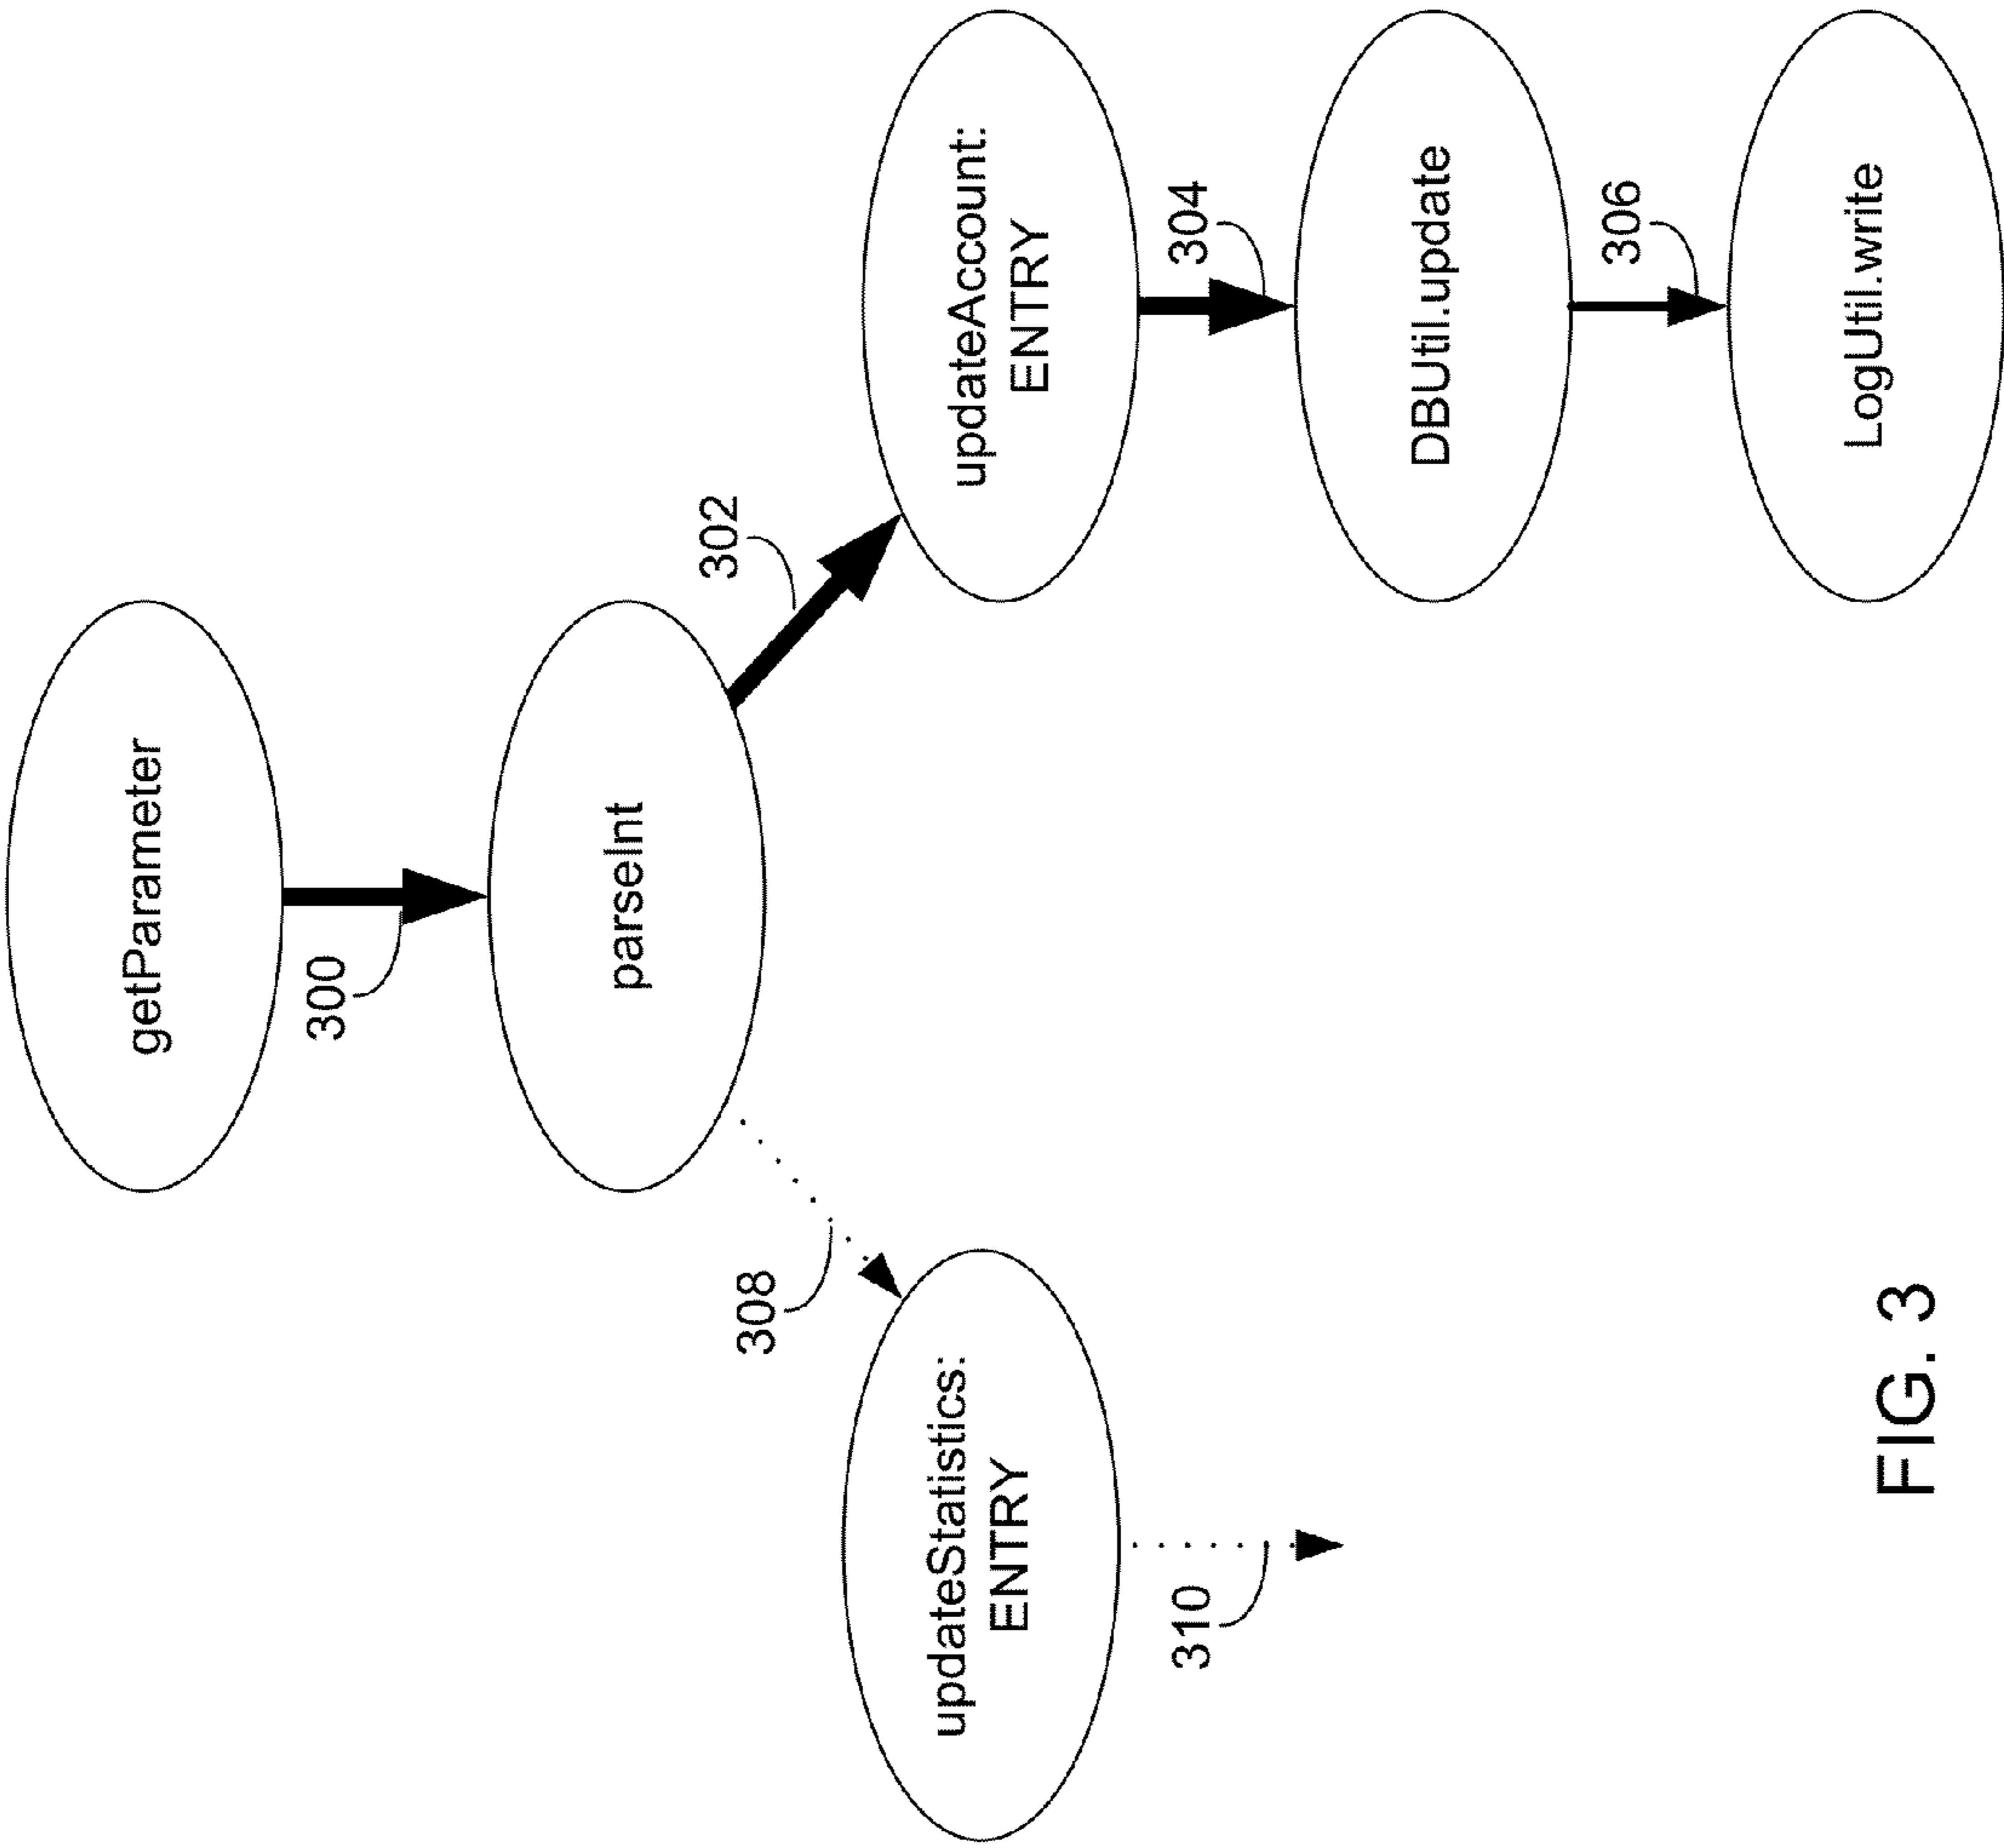 getParameter
300
parseInt
302
308
updateAccount:
ENTRY
updateStatistics:
ENTRY
304
310
DBUtil.update
306
LogUtil.write
FIG. 3